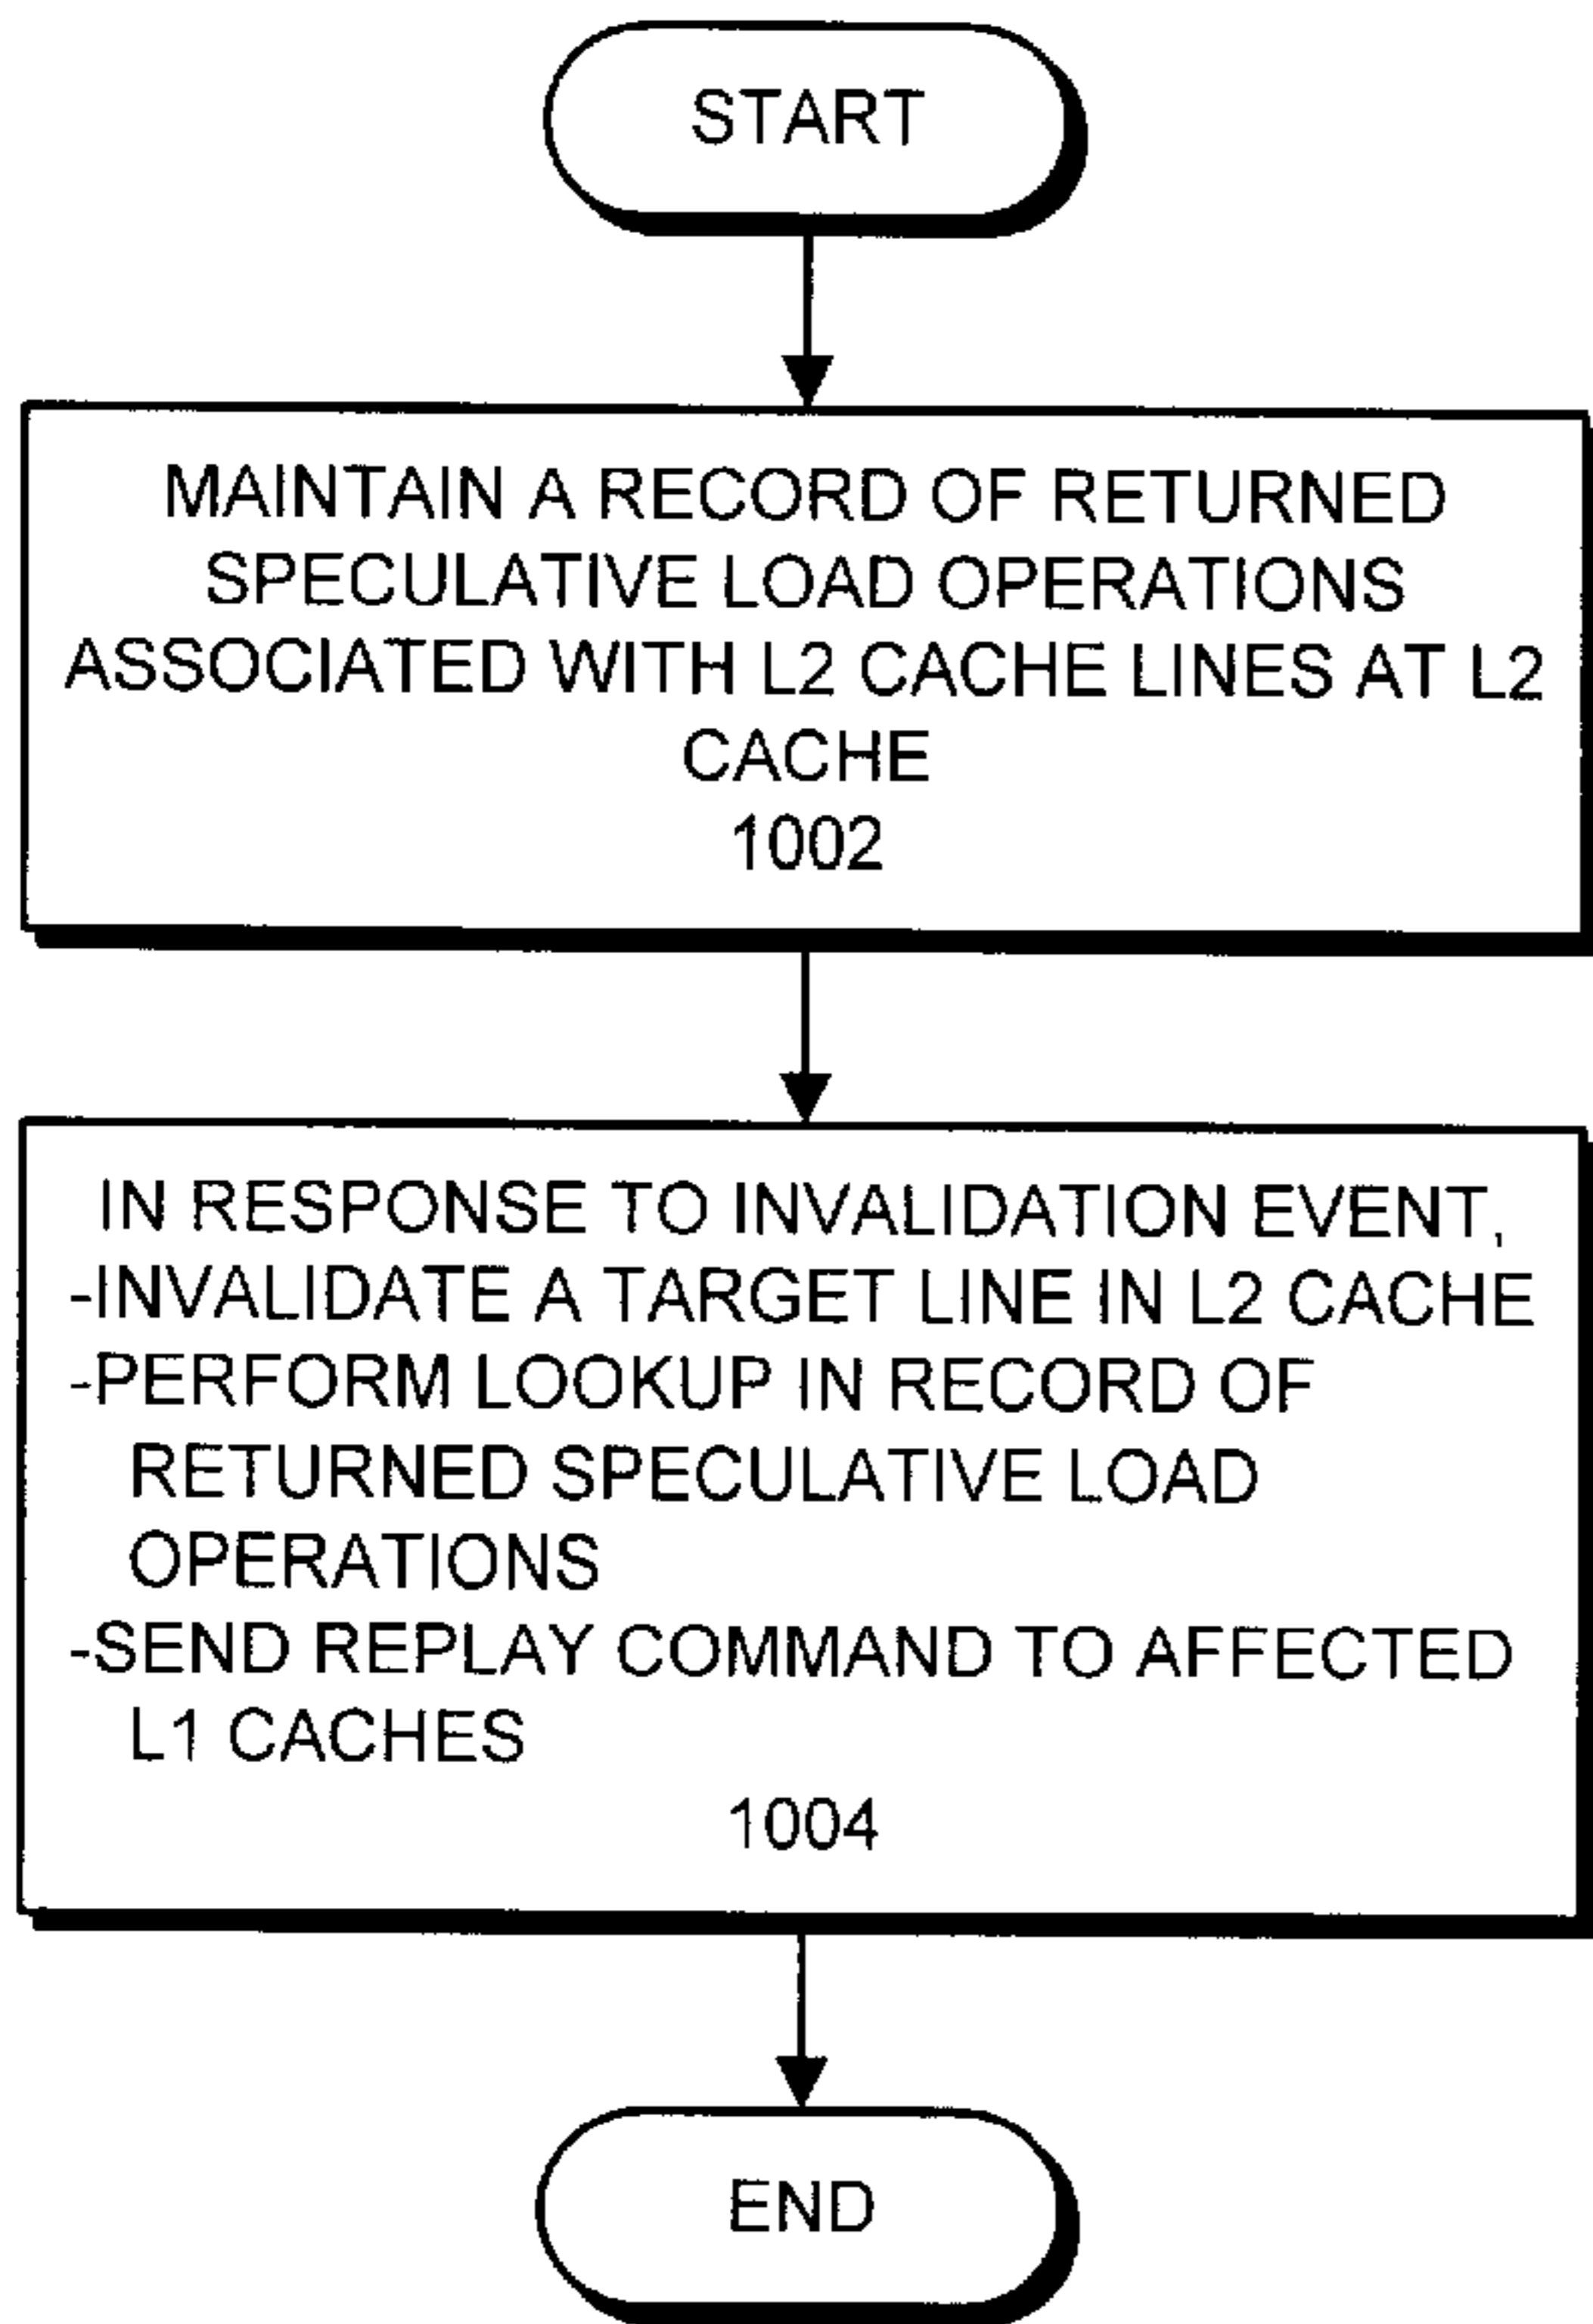 START
MAINTAIN A RECORD OF RETURNED
SPECULATIVE LOAD OPERATIONS
ASSOCIATED WITH L2 CACHE LINES AT L2
CACHE
1002
IN RESPONSE TO INVALIDATION EVENT,
-INVALIDATE A TARGET LINE IN L2 CACHE
-PERFORM LOOKUP IN RECORD OF
RETURNED SPECULATIVE LOAD
OPERATIONS
-SEND REPLAY COMMAND TO AFFECTED
L1 CACHES
1004
END